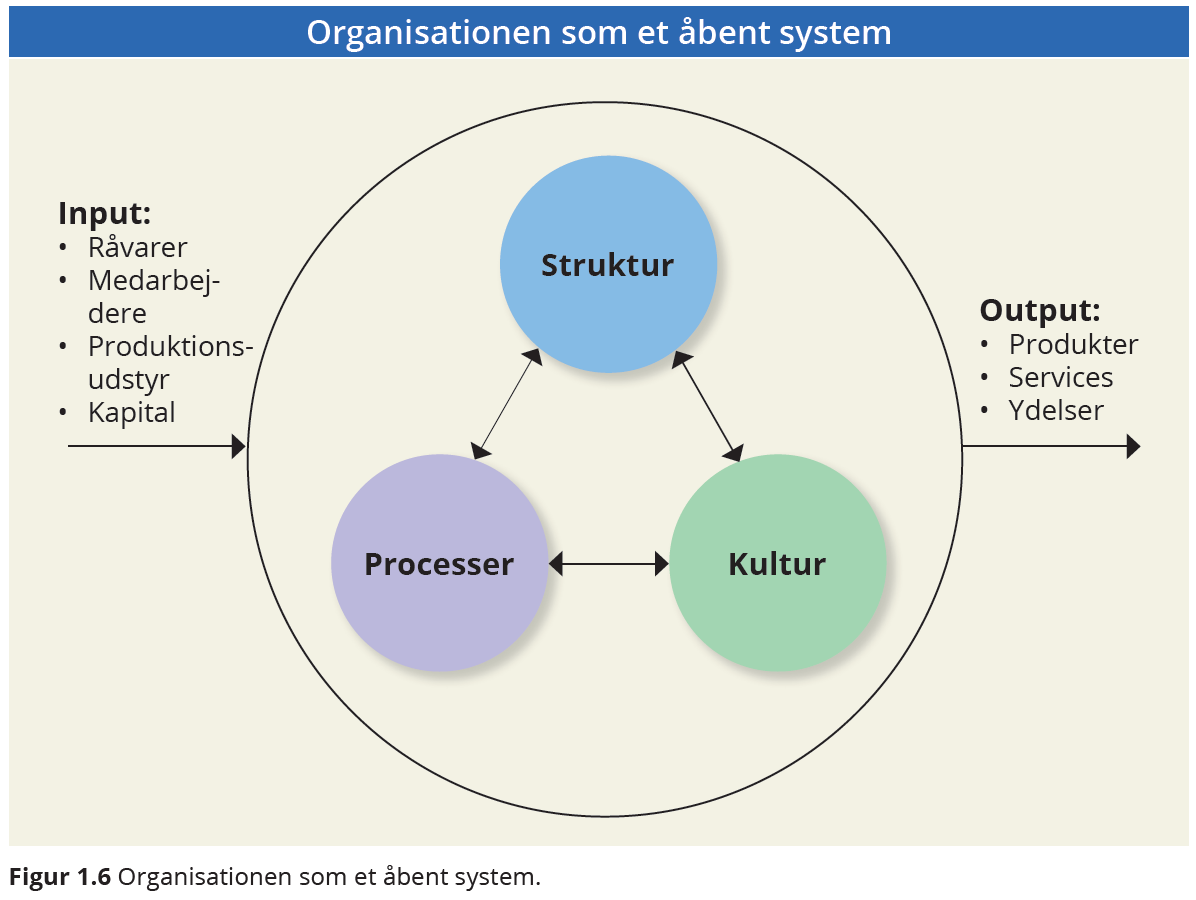 Organisationen som et åbent system
Input:
• Råvarer
• Medarbej-
dere
• Produktions-
udstyr
• Kapital
Struktur
Processer
Kultur
Output:
• Produkter
• Services
• Ydelser
Figur 1.6 Organisationen som et åbent system.